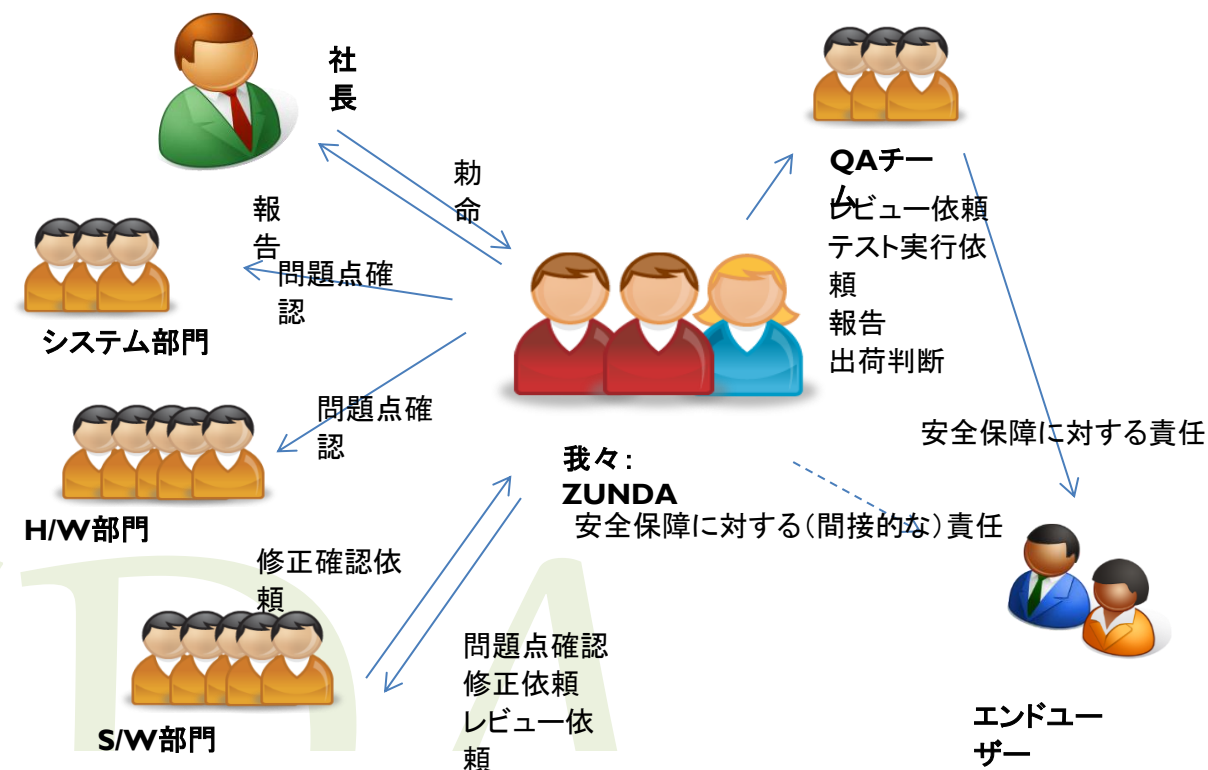 社
長
勅
命
報
告
問題点確
認
システム部門
問題点確
認
H/W部門
修正確認依
頼
S/W部門
問題点確認
修正依頼
レビュー依
頼
我々：
ZUNDA
安全保障に対する（間接的な）責任
QAチー
ム
レビュー依頼
テスト実行依
頼
報告
出荷判断
安全保障に対する責任
エンドユー
ザー